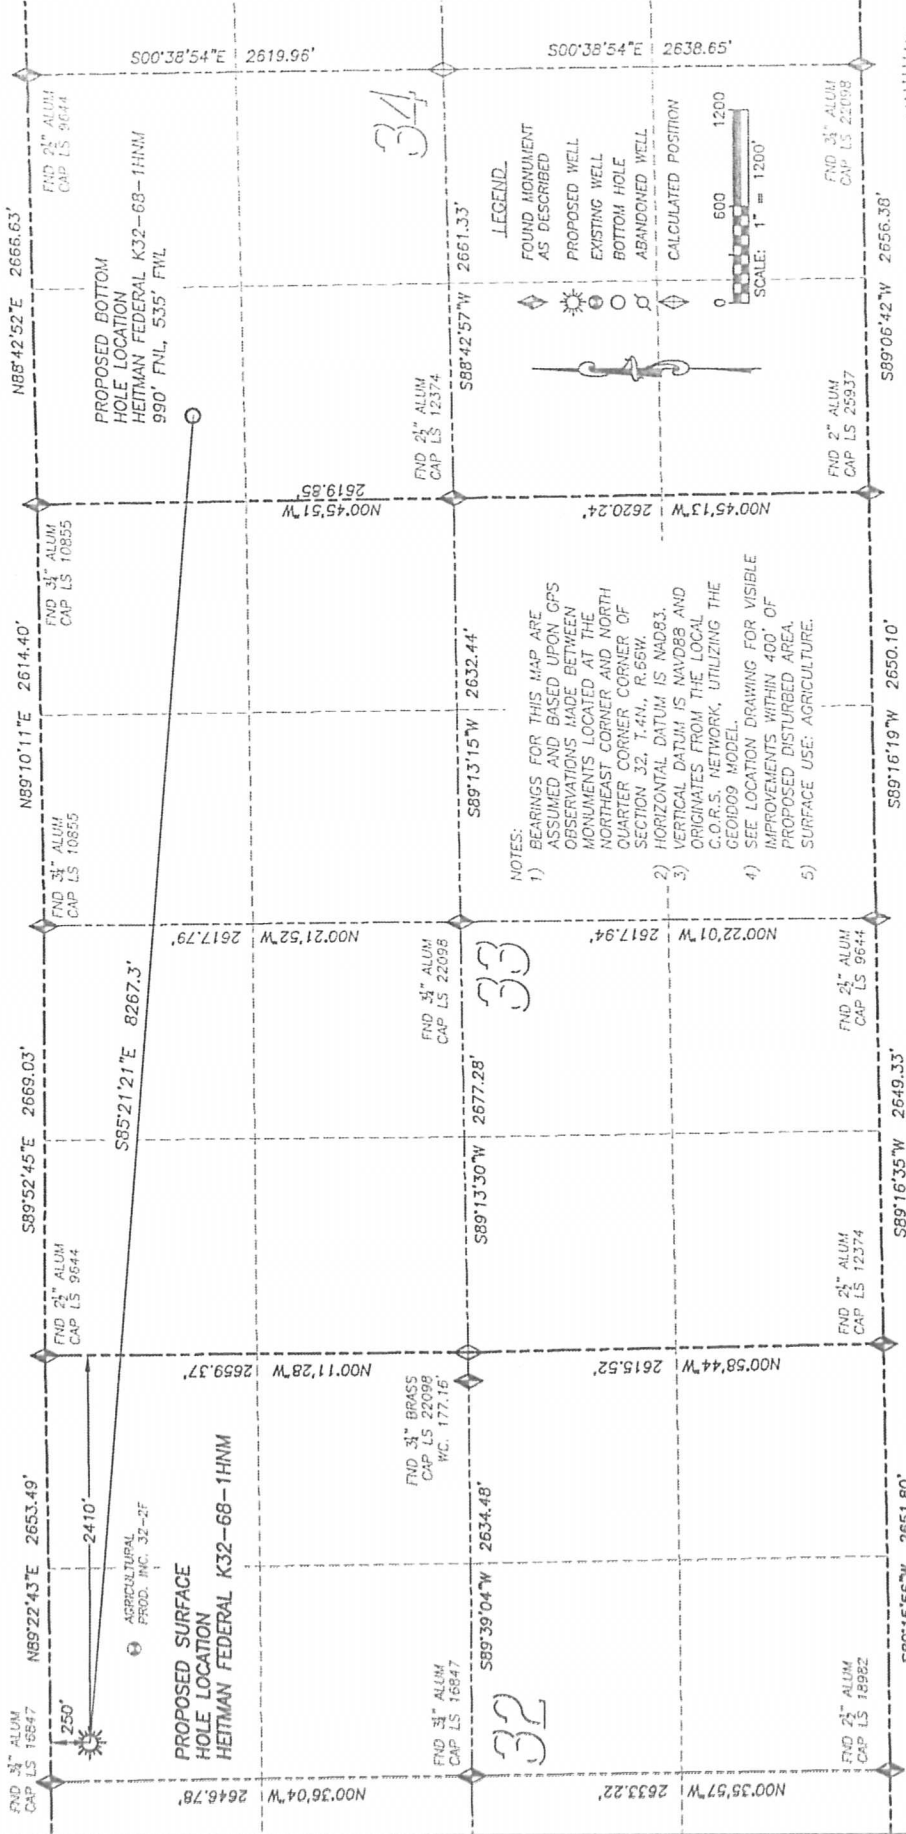 FND 3¼" ALUM
CAP LS 16847
N89°22'43"E 2653.49'
FND 2½" ALUM
CAP LS 9644
S89°52'45"E 2669.03'
FND 3¼" ALUM
CAP LS 10855
N89°10'11"E 2614.40'
FND 3¼" ALUM
CAP LS 10855
N88°42'52"E 2666.63'
FND 2½" ALUM
CAP LS 9644
250'
2410'
AGRICULTURAL
PROD. INC. 32-2F
PROPOSED SURFACE
HOLE LOCATION
HEITMAN FEDERAL K32-68-1HNM
S85°21'21"E 8267.3'
PROPOSED BOTTOM
HOLE LOCATION
HEITMAN FEDERAL K32-68-1HNM
990' FNL, 535' FWL
N00°36'04"W 2646.78'
N00°11'28"W 2659.37'
N00°21'52"W 2617.79'
N00°45'51"W
2619.85'
S00°38'54"E 2619.96'
FND 3¼" ALUM
CAP LS 16847
S89°39'04"W 2634.48'
FND 3¼" BRASS
CAP LS 22098
WC. 177.16'
S89°13'30"W 2677.28'
FND 3¼" ALUM
CAP LS 22098
S89°13'15"W 2632.44'
FND 2½" ALUM
CAP LS 12374
S88°42'57"W 2661.33'
32
33
34
NOTES:
1) BEARINGS FOR THIS MAP ARE
ASSUMED AND BASED UPON GPS
OBSERVATIONS MADE BETWEEN
MONUMENTS LOCATED AT THE
NORTHEAST CORNER AND NORTH
QUARTER CORNER CORNER OF
SECTION 32, T.4N., R.66W.
2) HORIZONTAL DATUM IS NAD83.
3) VERTICAL DATUM IS NAVD88 AND
ORIGINATES FROM THE LOCAL
C.O.R.S. NETWORK, UTILIZING THE
GEOID09 MODEL.
4) SEE LOCATION DRAWING FOR VISIBLE
IMPROVEMENTS WITHIN 400' OF
PROPOSED DISTURBED AREA.
5) SURFACE USE: AGRICULTURE.
LEGEND
FOUND MONUMENT
AS DESCRIBED
PROPOSED WELL
EXISTING WELL
BOTTOM HOLE
ABANDONED WELL
CALCULATED POSITION
0 600 1200
SCALE: 1" = 1200'
N00°35'57"W 2633.22'
N00°58'44"W 2615.52'
N00°22'01"W 2617.94'
N00°45'13"W 2620.24'
S00°38'54"E 2638.65'
FND 2½" ALUM
CAP LS 18982
FND 2½" ALUM
CAP LS 12374
S89°16'35"W 2649.33'
FND 2½" ALUM
CAP LS 9644
S89°16'19"W 2650.10'
FND 2" ALUM
CAP LS 25937
S89°06'42"W 2656.38'
FND 3¼" ALUM
CAP LS 22098